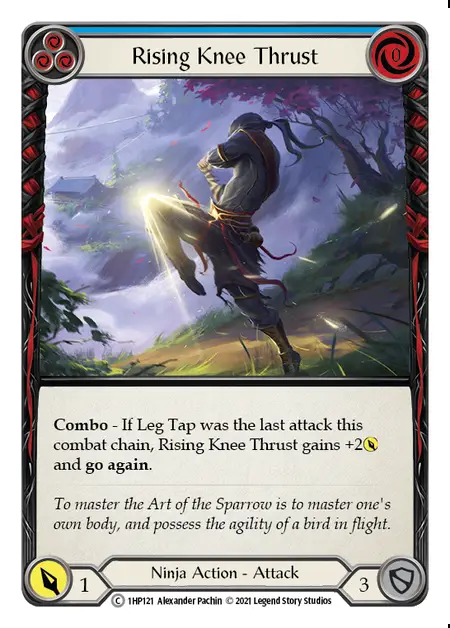 Rising Knee Thrust
0
Combo - If Leg Tap was the last attack this
combat chain, Rising Knee Thrust gains +2
and go again.
To master the Art of the Sparrow is to master one's
own body, and possess the agility of a bird in flight.
1
Ninja Action - Attack
3
C 1HP121 Alexander Pachin © 2021 Legend Story Studios